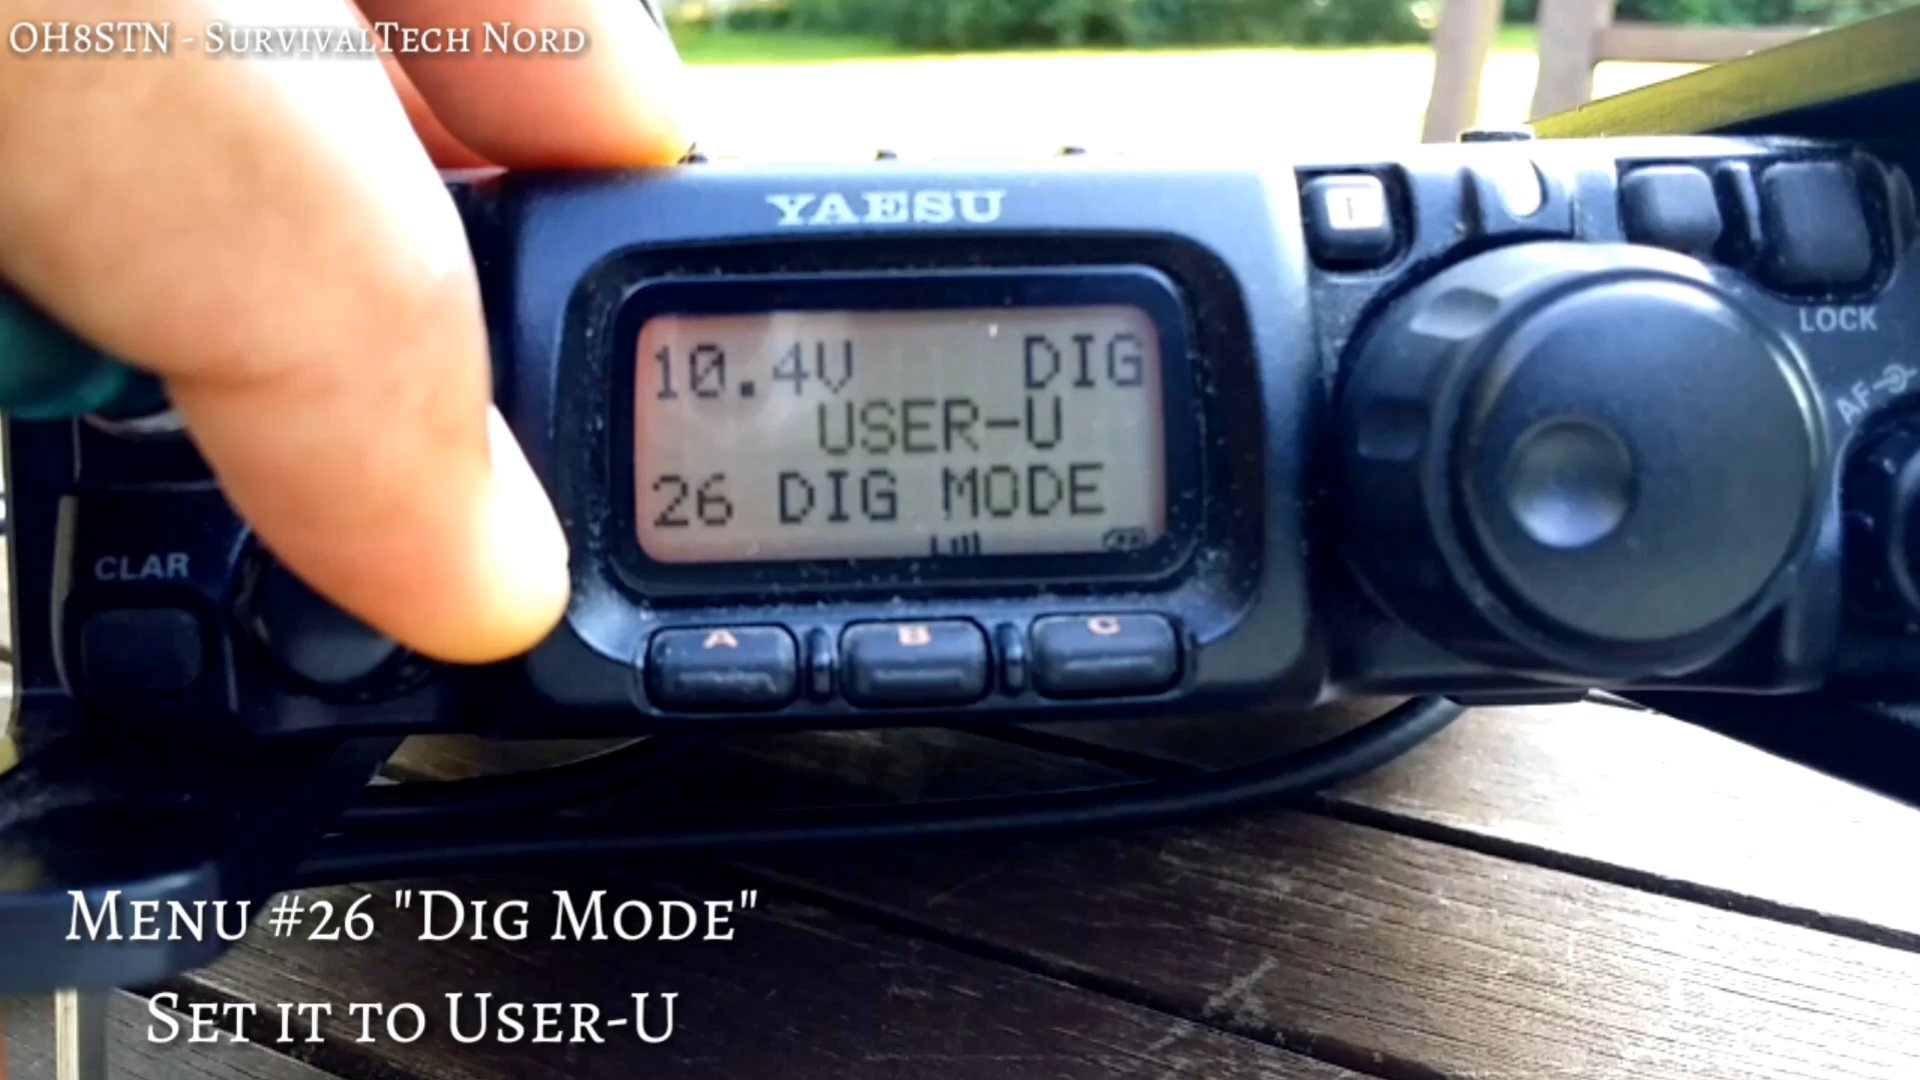 OH8STN - SurvivalTech Nord
YAESU
F
LOCK
AF
10.4V DIG
USER-U
26 DIG MODE
CLAR
A B C
Menu #26 "Dig Mode"
Set it to User-U